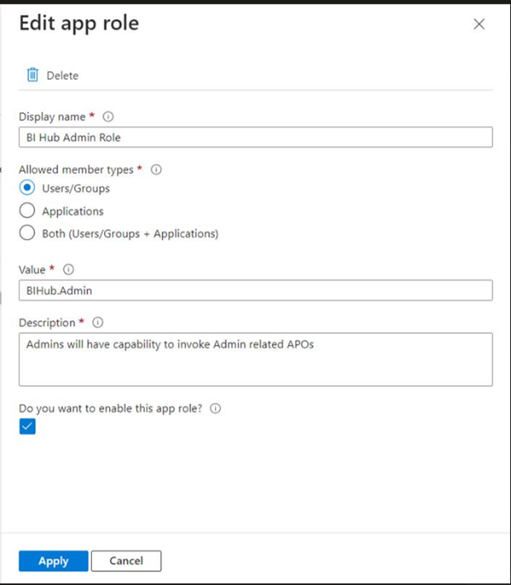 Edit app role
Delete
Display name *
BI Hub Admin Role
Allowed member types *
Users/Groups
Applications
Both (Users/Groups + Applications)
Value *
BIHub.Admin
Description *
Admins will have capability to invoke Admin related APOs
Do you want to enable this app role?
Apply Cancel